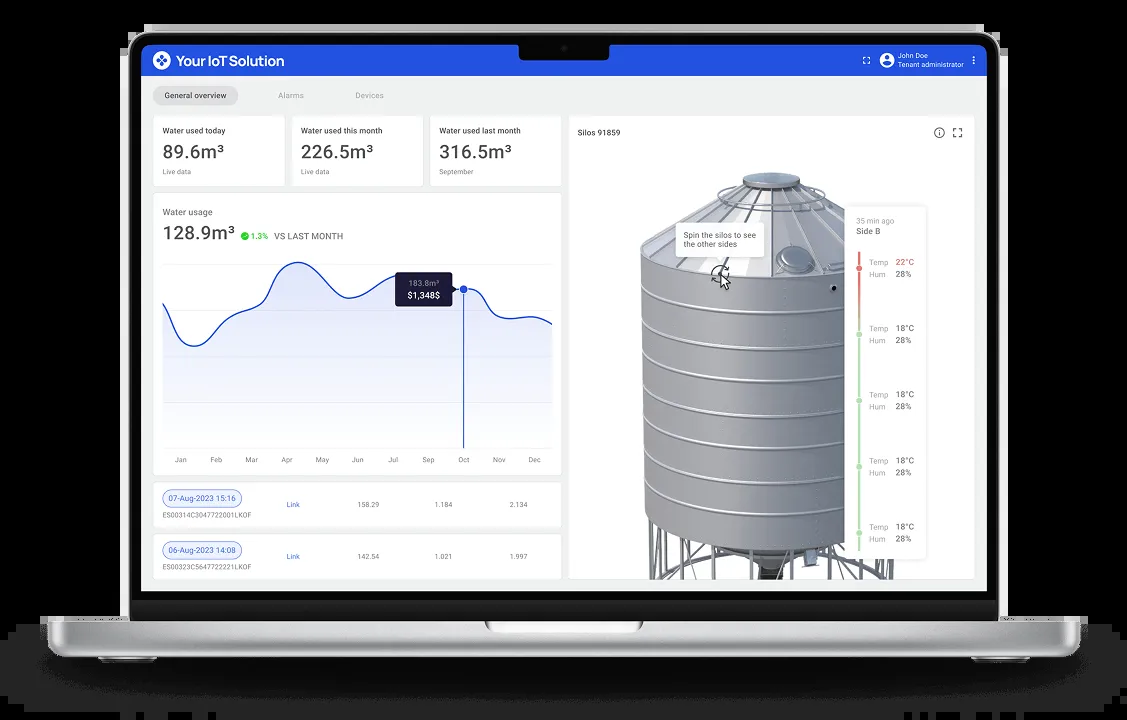 Your IoT Solution
John Doe
Tenant administrator
General overview
Alarms
Devices
Water used today
89.6m³
Live data
Water used this month
226.5m³
Live data
Water used last month
316.5m³
September
Water usage
128.9m³
1.3%
VS LAST MONTH
183.8m³
$1,348$
Jan
Feb
Mar
Apr
May
Jun
Jul
Sep
Oct
Nov
Dec
07-Aug-2023 15:16
ES00314C3047722001LKOF
Link
158.29
1.184
2.134
06-Aug-2023 14:08
ES00323C5647722221LKOF
Link
142.54
1.021
1.997
Silos 91859
Spin the silos to see
the other sides
35 min ago
Side B
Temp 22°C
Hum 28%
Temp 18°C
Hum 28%
Temp 18°C
Hum 28%
Temp 18°C
Hum 28%
Temp 18°C
Hum 28%